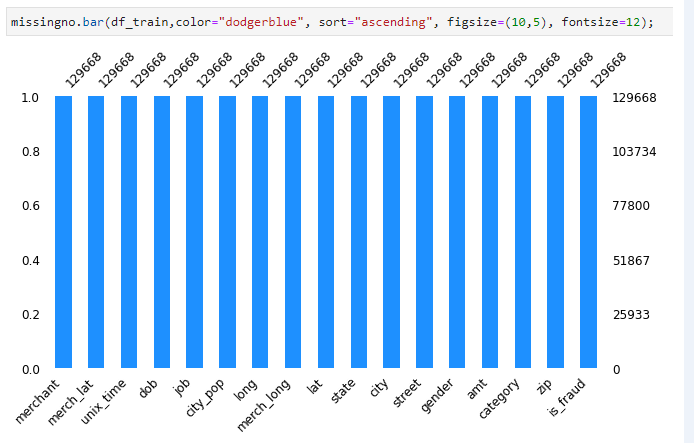 missingno.bar(df_train,color="dodgerblue", sort="ascending", figsize=(10,5), fontsize=12);
129668 129668 129668 129668 129668 129668 129668 129668 129668 129668 129668 129668 129668 129668 129668 129668 129668
1.0 129668
0.8 103734
0.6 77800
0.4 51867
0.2 25933
0.0 0
merchant merch_lat unix_time dob job city_pop long merch_long lat state city street gender amt category zip is_fraud